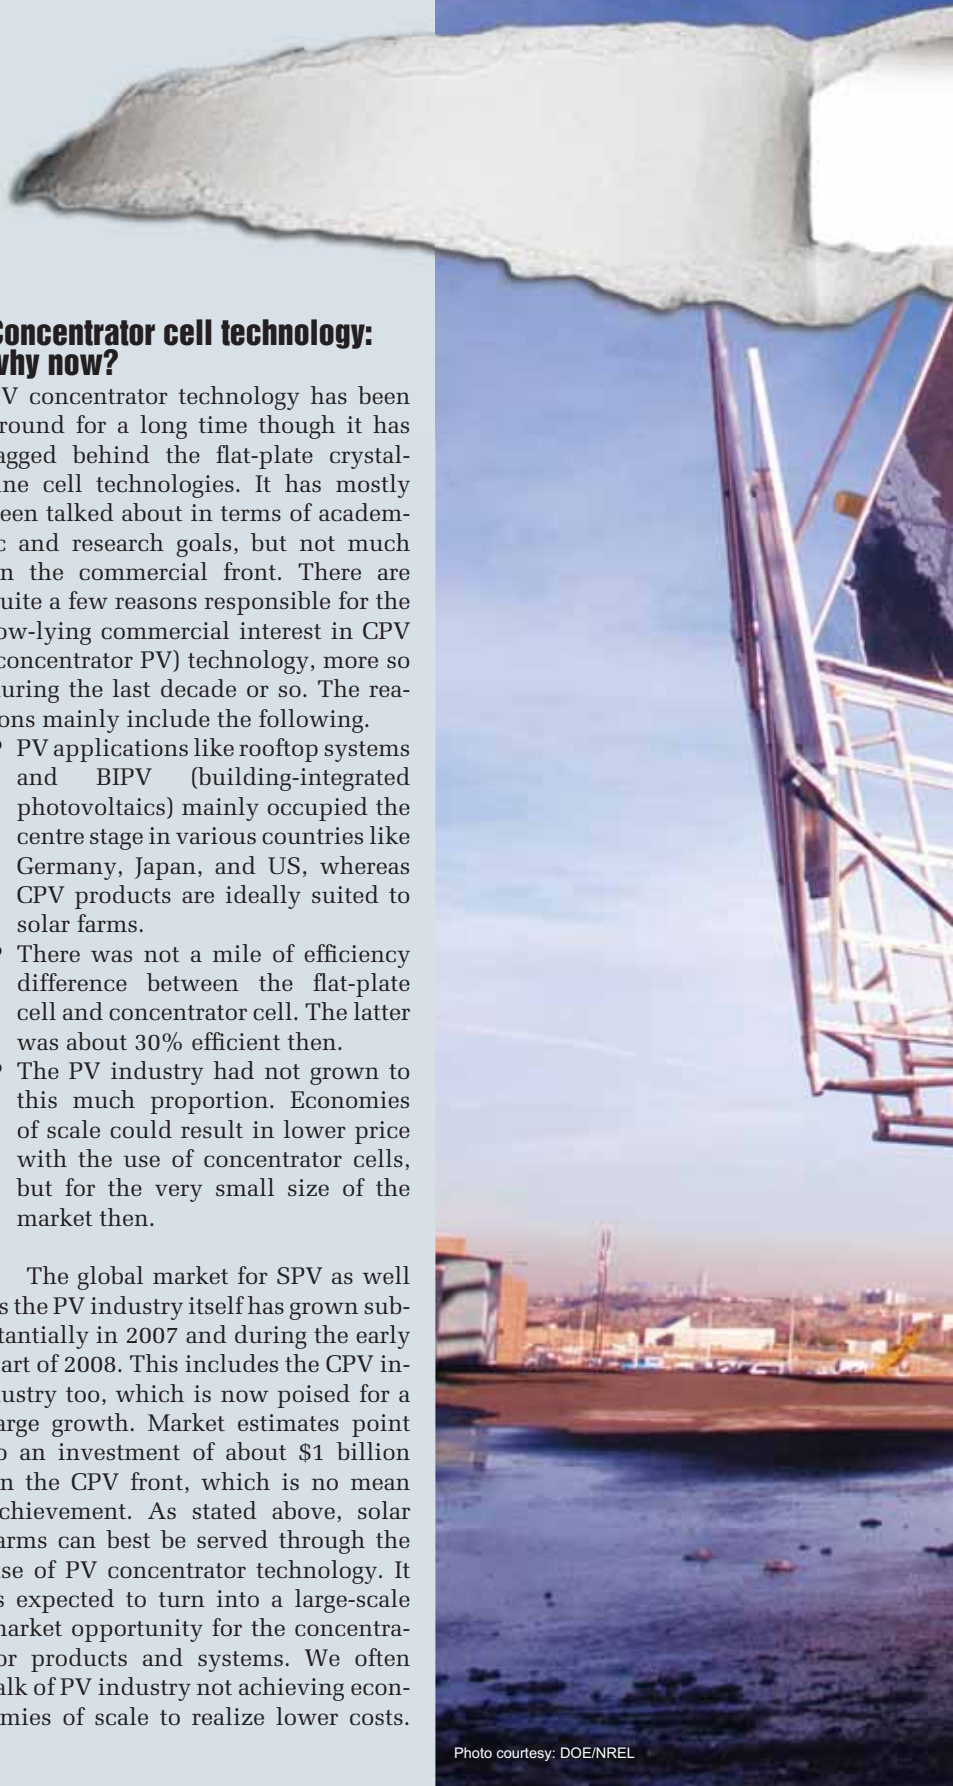 Concentrator cell technology:
why now?
V concentrator technology has been
round for a long time though it has
agged behind the flat-plate crystal-
ine cell technologies. It has mostly
een talked about in terms of academ-
c and research goals, but not much
n the commercial front. There are
uite a few reasons responsible for the
ow-lying commercial interest in CPV
concentrator PV) technology, more so
uring the last decade or so. The rea-
ons mainly include the following.
PV applications like rooftop systems
and BIPV (building-integrated
photovoltaics) mainly occupied the
centre stage in various countries like
Germany, Japan, and US, whereas
CPV products are ideally suited to
solar farms.
There was not a mile of efficiency
difference between the flat-plate
cell and concentrator cell. The latter
was about 30% efficient then.
The PV industry had not grown to
this much proportion. Economies
of scale could result in lower price
with the use of concentrator cells,
but for the very small size of the
market then.
The global market for SPV as well
s the PV industry itself has grown sub-
tantially in 2007 and during the early
art of 2008. This includes the CPV in-
ustry too, which is now poised for a
arge growth. Market estimates point
o an investment of about $1 billion
n the CPV front, which is no mean
chievement. As stated above, solar
arms can best be served through the
se of PV concentrator technology. It
s expected to turn into a large-scale
market opportunity for the concentra-
or products and systems. We often
alk of PV industry not achieving econ-
mies of scale to realize lower costs.
Photo courtesy: DOE/NREL